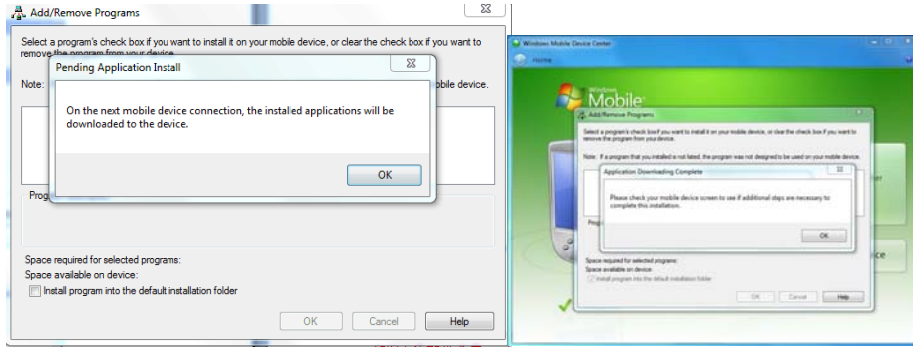 Add/Remove Programs
Select a program's check box if you want to install it on your mobile device, or clear the check box if you want to
remove the program from your device.
Pending Application Install
Note:
mobile device.
On the next mobile device connection, the installed applications will be
downloaded to the device.
OK
Space required for selected programs:
Space available on device:
Install program into the default installation folder
OK Cancel Help
Windows Mobile Device Center
Home
Windows
Mobile
Add/Remove Programs
Select a program's check box if you want to install it on your mobile device, or clear the check box if you want to
remove the program from your device.
Note: If a program that you installed is not listed, the program was not designed to be used on your mobile device.
Application Downloading Complete
Please check your mobile device screen to see if additional steps are necessary to
complete this installation.
OK
Space required for selected programs:
Space available on device:
Install program into the default installation folder
OK Cancel Help